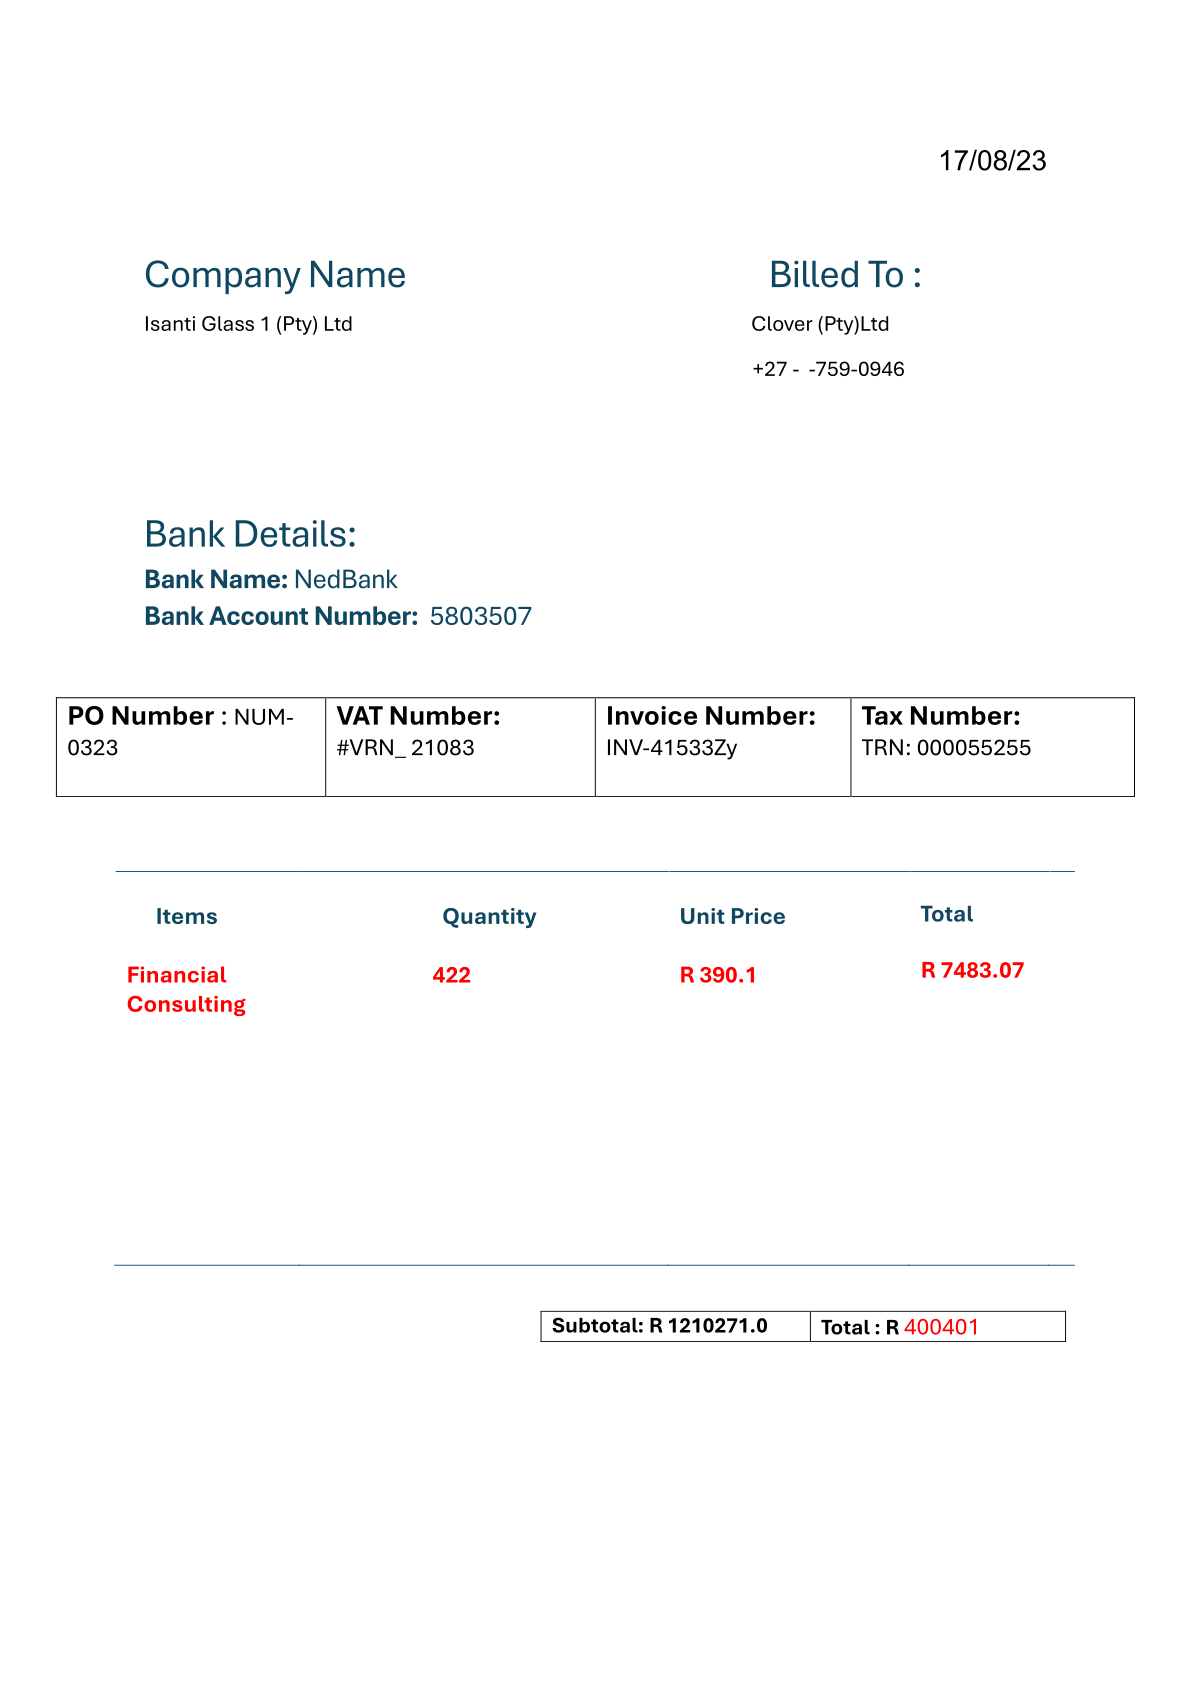 17/08/23
Company Name
Billed To :
Isanti Glass 1 (Pty) Ltd
Clover (Pty)Ltd
+27 -  -759-0946
Bank Details:
Bank Name: NedBank
Bank Account Number: 5803507
PO Number : NUM-
0323
VAT Number:
#VRN_ 21083
Invoice Number:
INV-41533Zy
Tax Number:
TRN: 000055255
Items Quantity Unit Price Total
Financial 422 R 390.1 R 7483.07
Consulting
Subtotal: R 1210271.0 Total : R 400401